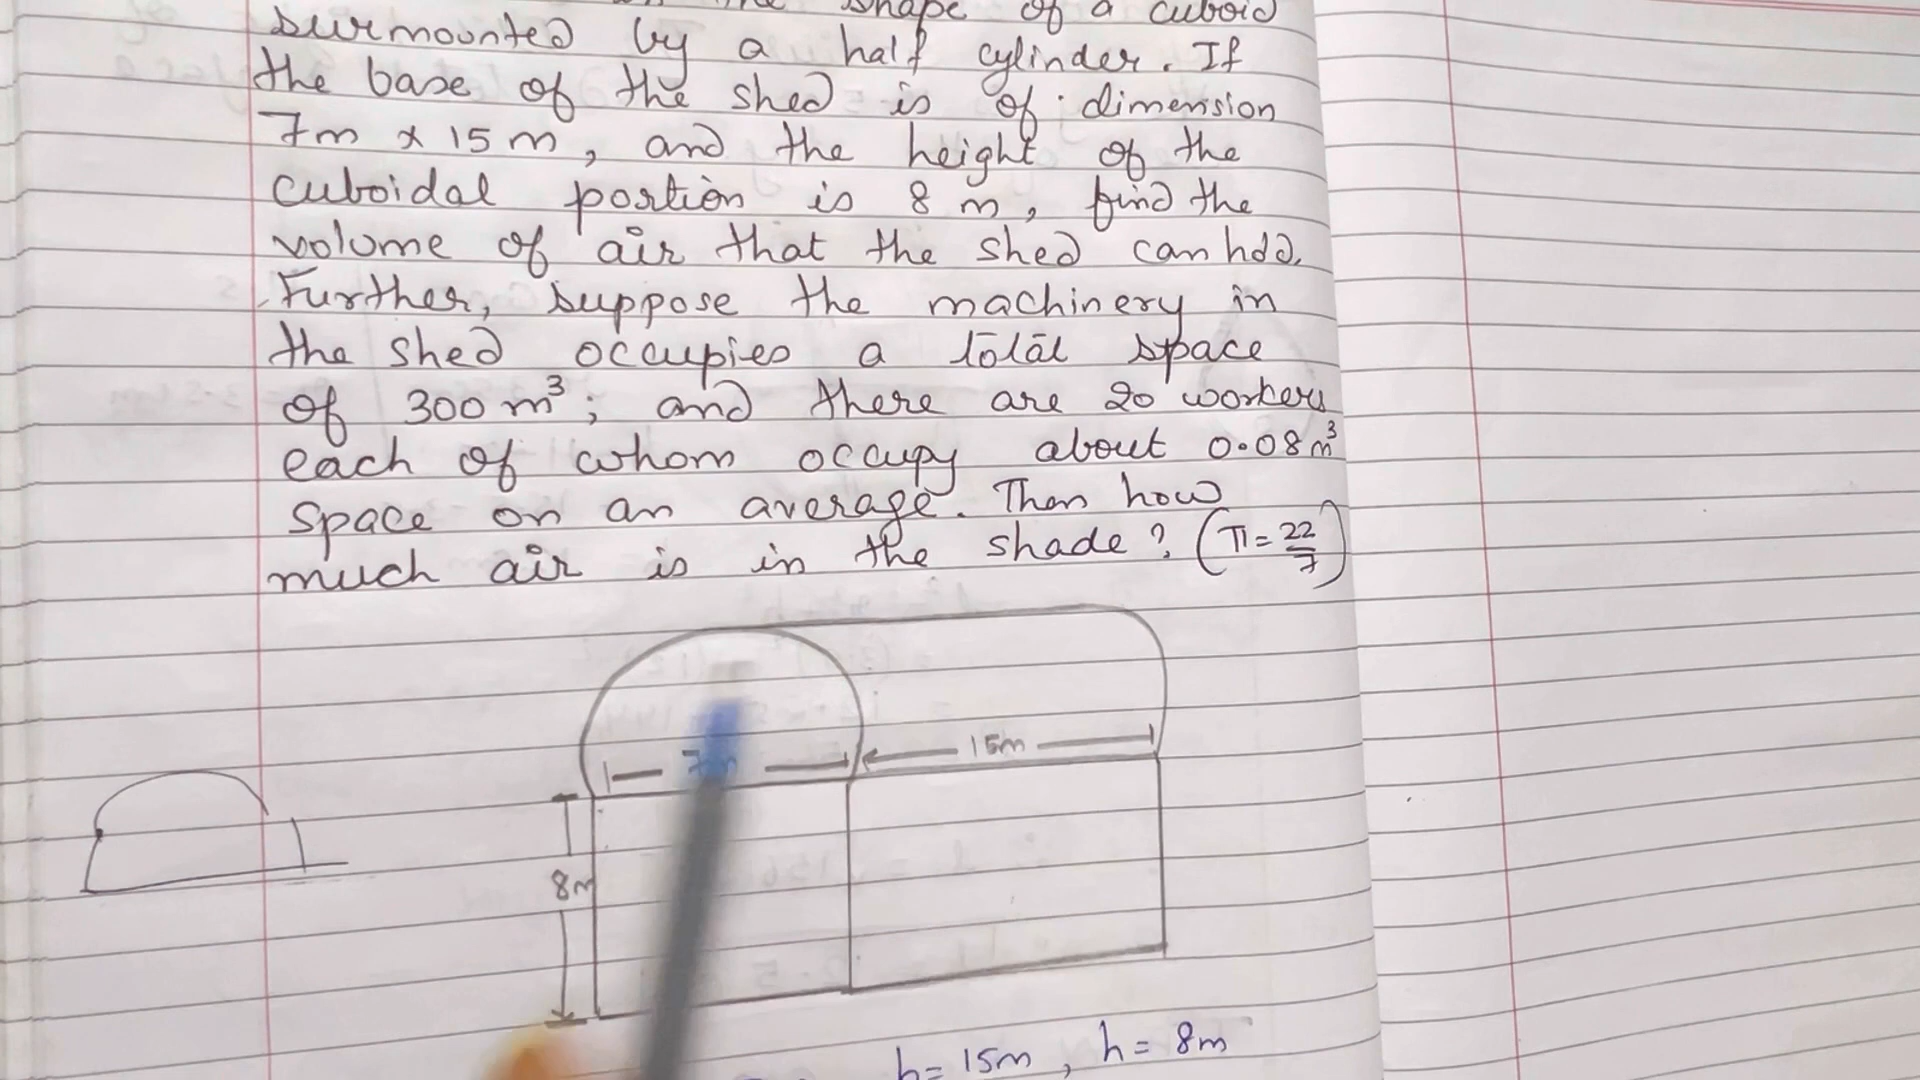 shape of a cuboid
surmounted by a half cylinder. If
the base of the shed is of dimension
7m x 15 m, and the height of the
cuboidal portion is 8 m, find the
volume of air that the shed can hdd.
Further, suppose the machinery in
the shed occupies a total space
of 300 m³; and there are 20 workers
each of whom occupy about 0.08 m³
space on an average. Then how
much air is in the shade? (π = 22/7)
15m
8m
b= 15m, h= 8m